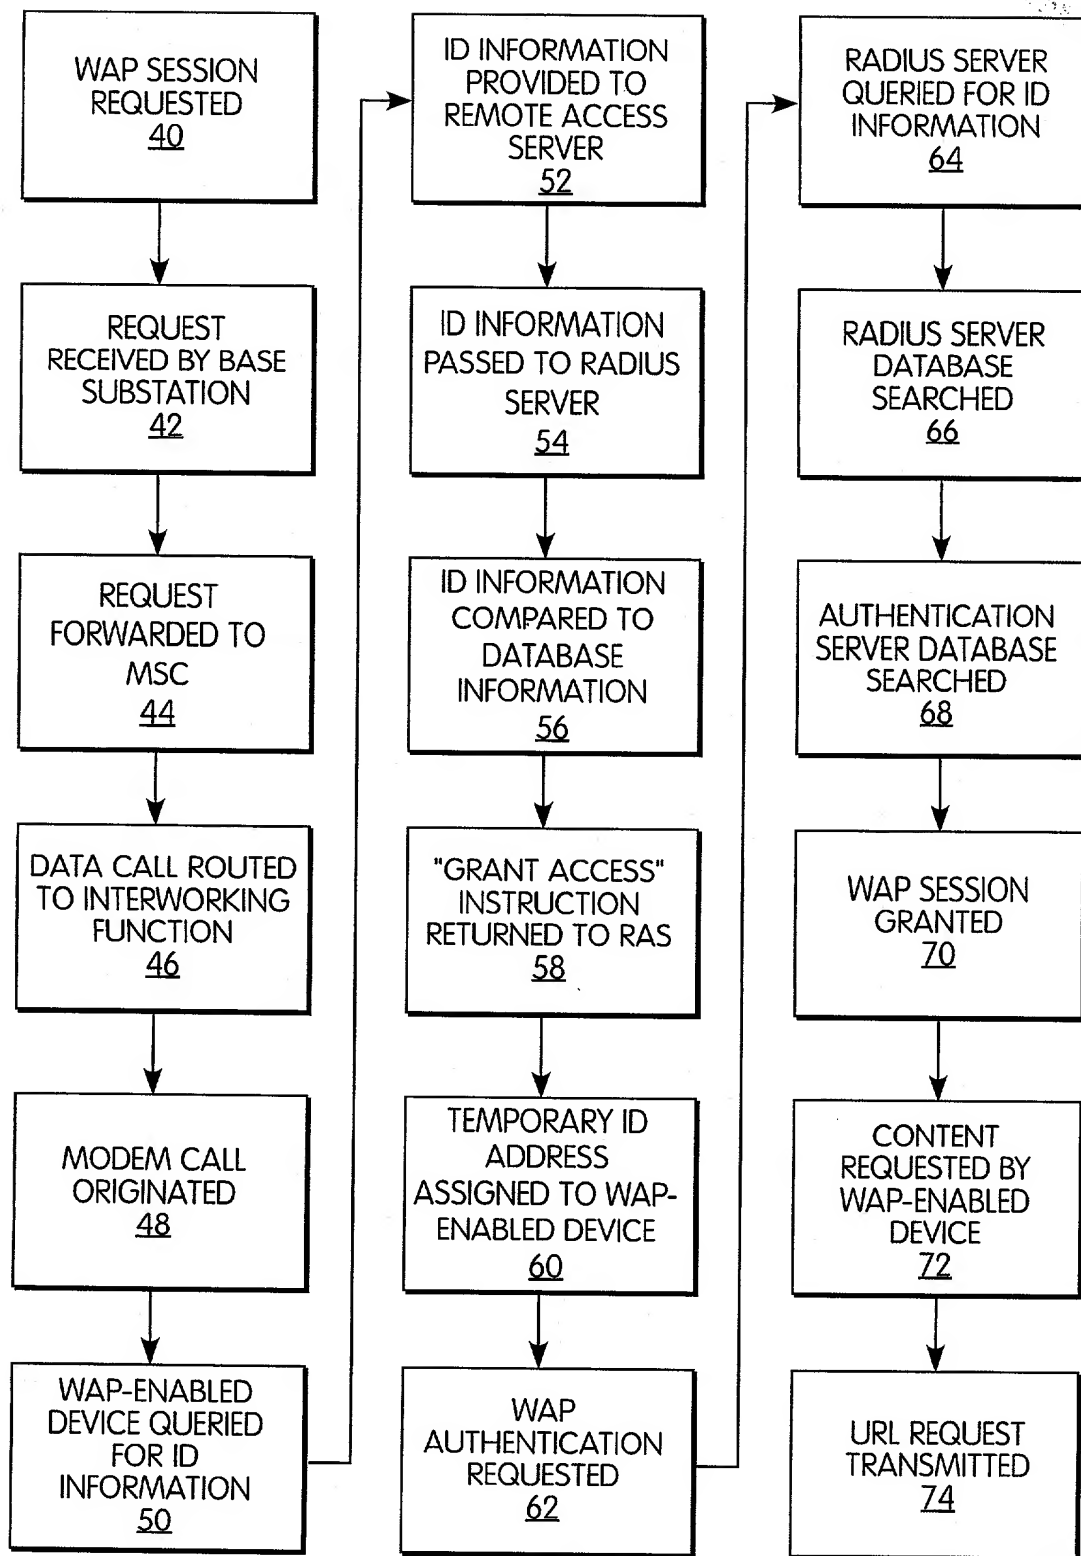 WAP SESSION
REQUESTED
40
REQUEST
RECEIVED BY BASE
SUBSTATION
42
REQUEST
FORWARDED TO
MSC
44
DATA CALL ROUTED
TO INTERWORKING
FUNCTION
46
MODEM CALL
ORIGINATED
48
WAP-ENABLED
DEVICE QUERIED
FOR ID
INFORMATION
50
ID INFORMATION
PROVIDED TO
REMOTE ACCESS
SERVER
52
ID INFORMATION
PASSED TO RADIUS
SERVER
54
ID INFORMATION
COMPARED TO
DATABASE
INFORMATION
56
"GRANT ACCESS"
INSTRUCTION
RETURNED TO RAS
58
TEMPORARY ID
ADDRESS
ASSIGNED TO WAP-
ENABLED DEVICE
60
WAP
AUTHENTICATION
REQUESTED
62
RADIUS SERVER
QUERIED FOR ID
INFORMATION
64
RADIUS SERVER
DATABASE
SEARCHED
66
AUTHENTICATION
SERVER DATABASE
SEARCHED
68
WAP SESSION
GRANTED
70
CONTENT
REQUESTED BY
WAP-ENABLED
DEVICE
72
URL REQUEST
TRANSMITTED
74